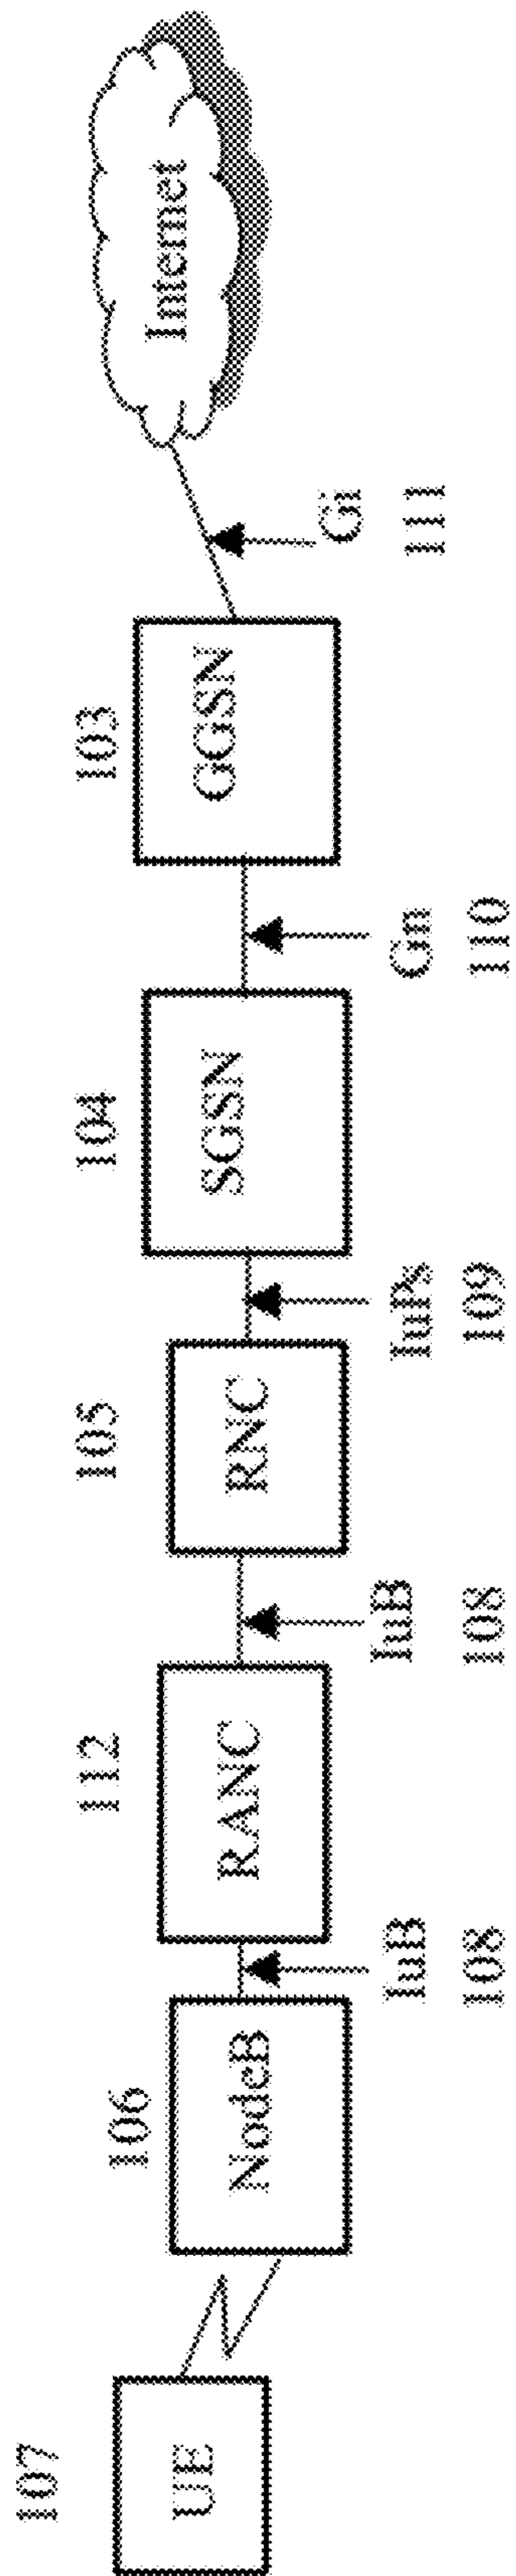 107
UE
106
NodeB
IuB
108
112
RANC
IuB
108
105
RNC
IuPs
109
104
SGSN
Gn
110
103
GGSN
Gi
111
Internet